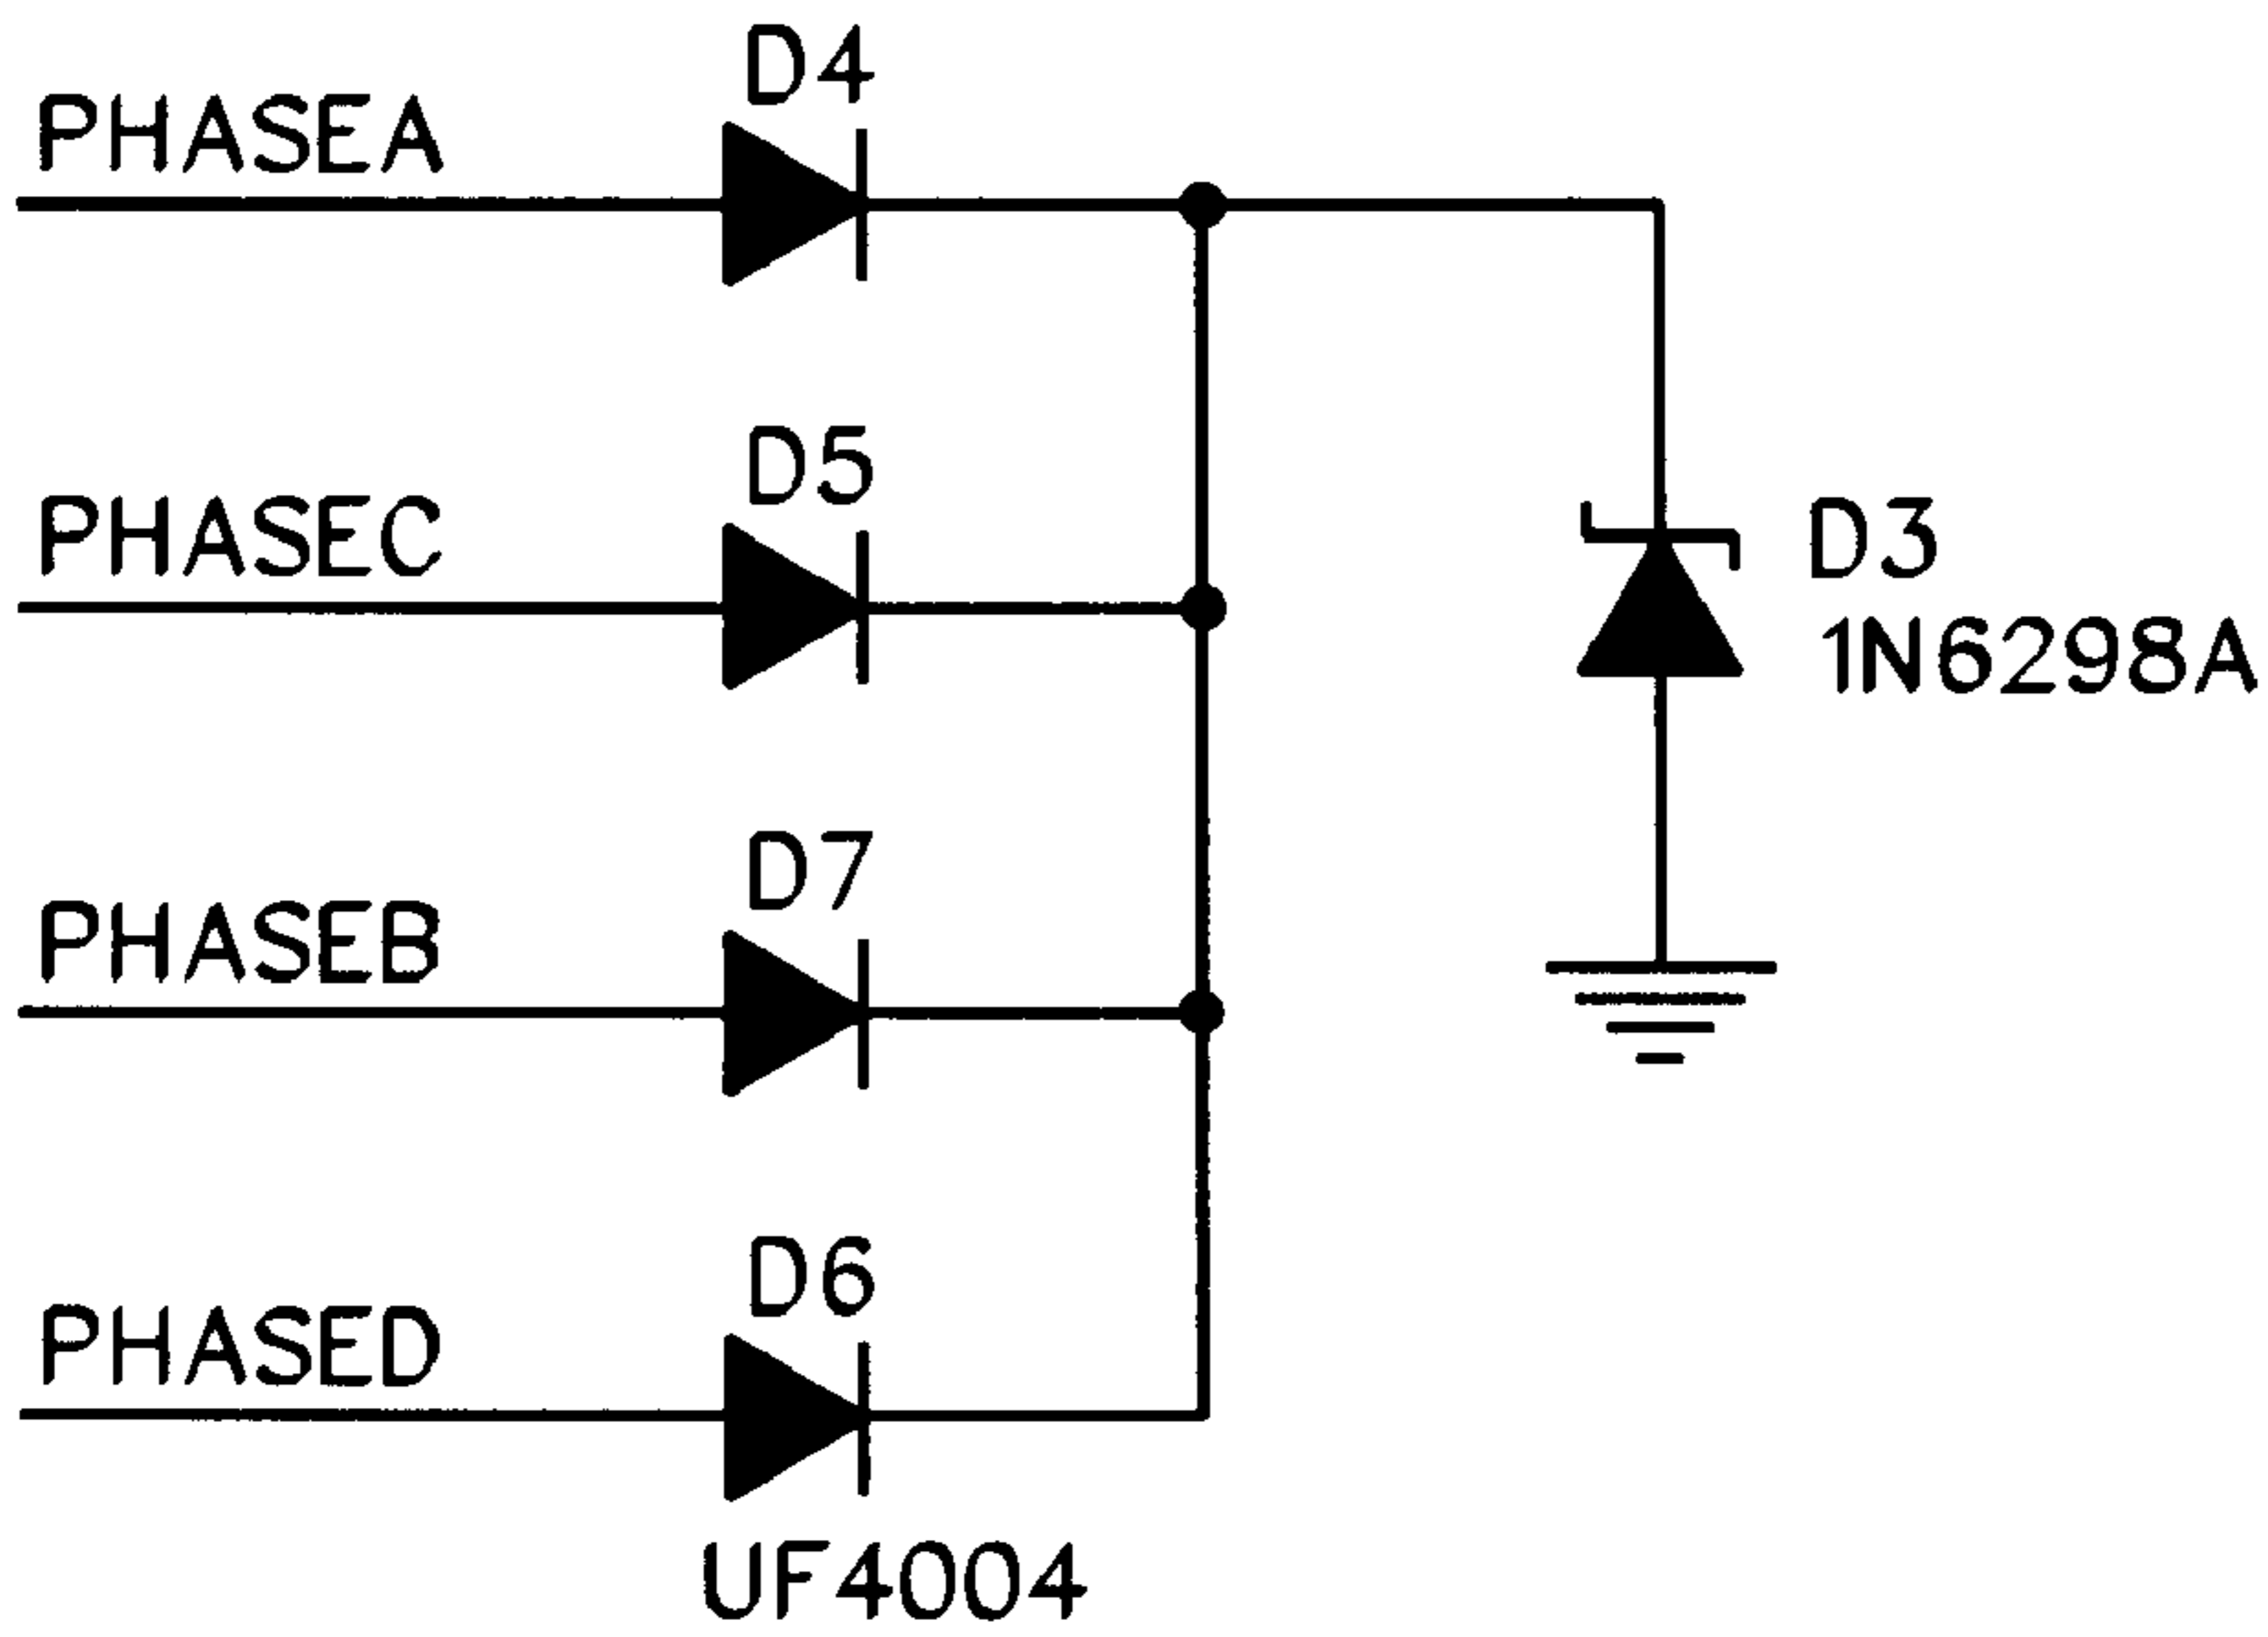 D4
PHASEA
D5
PHASEC
D3
1N6298A
D7
PHASEB
D6
PHASED
UF4004